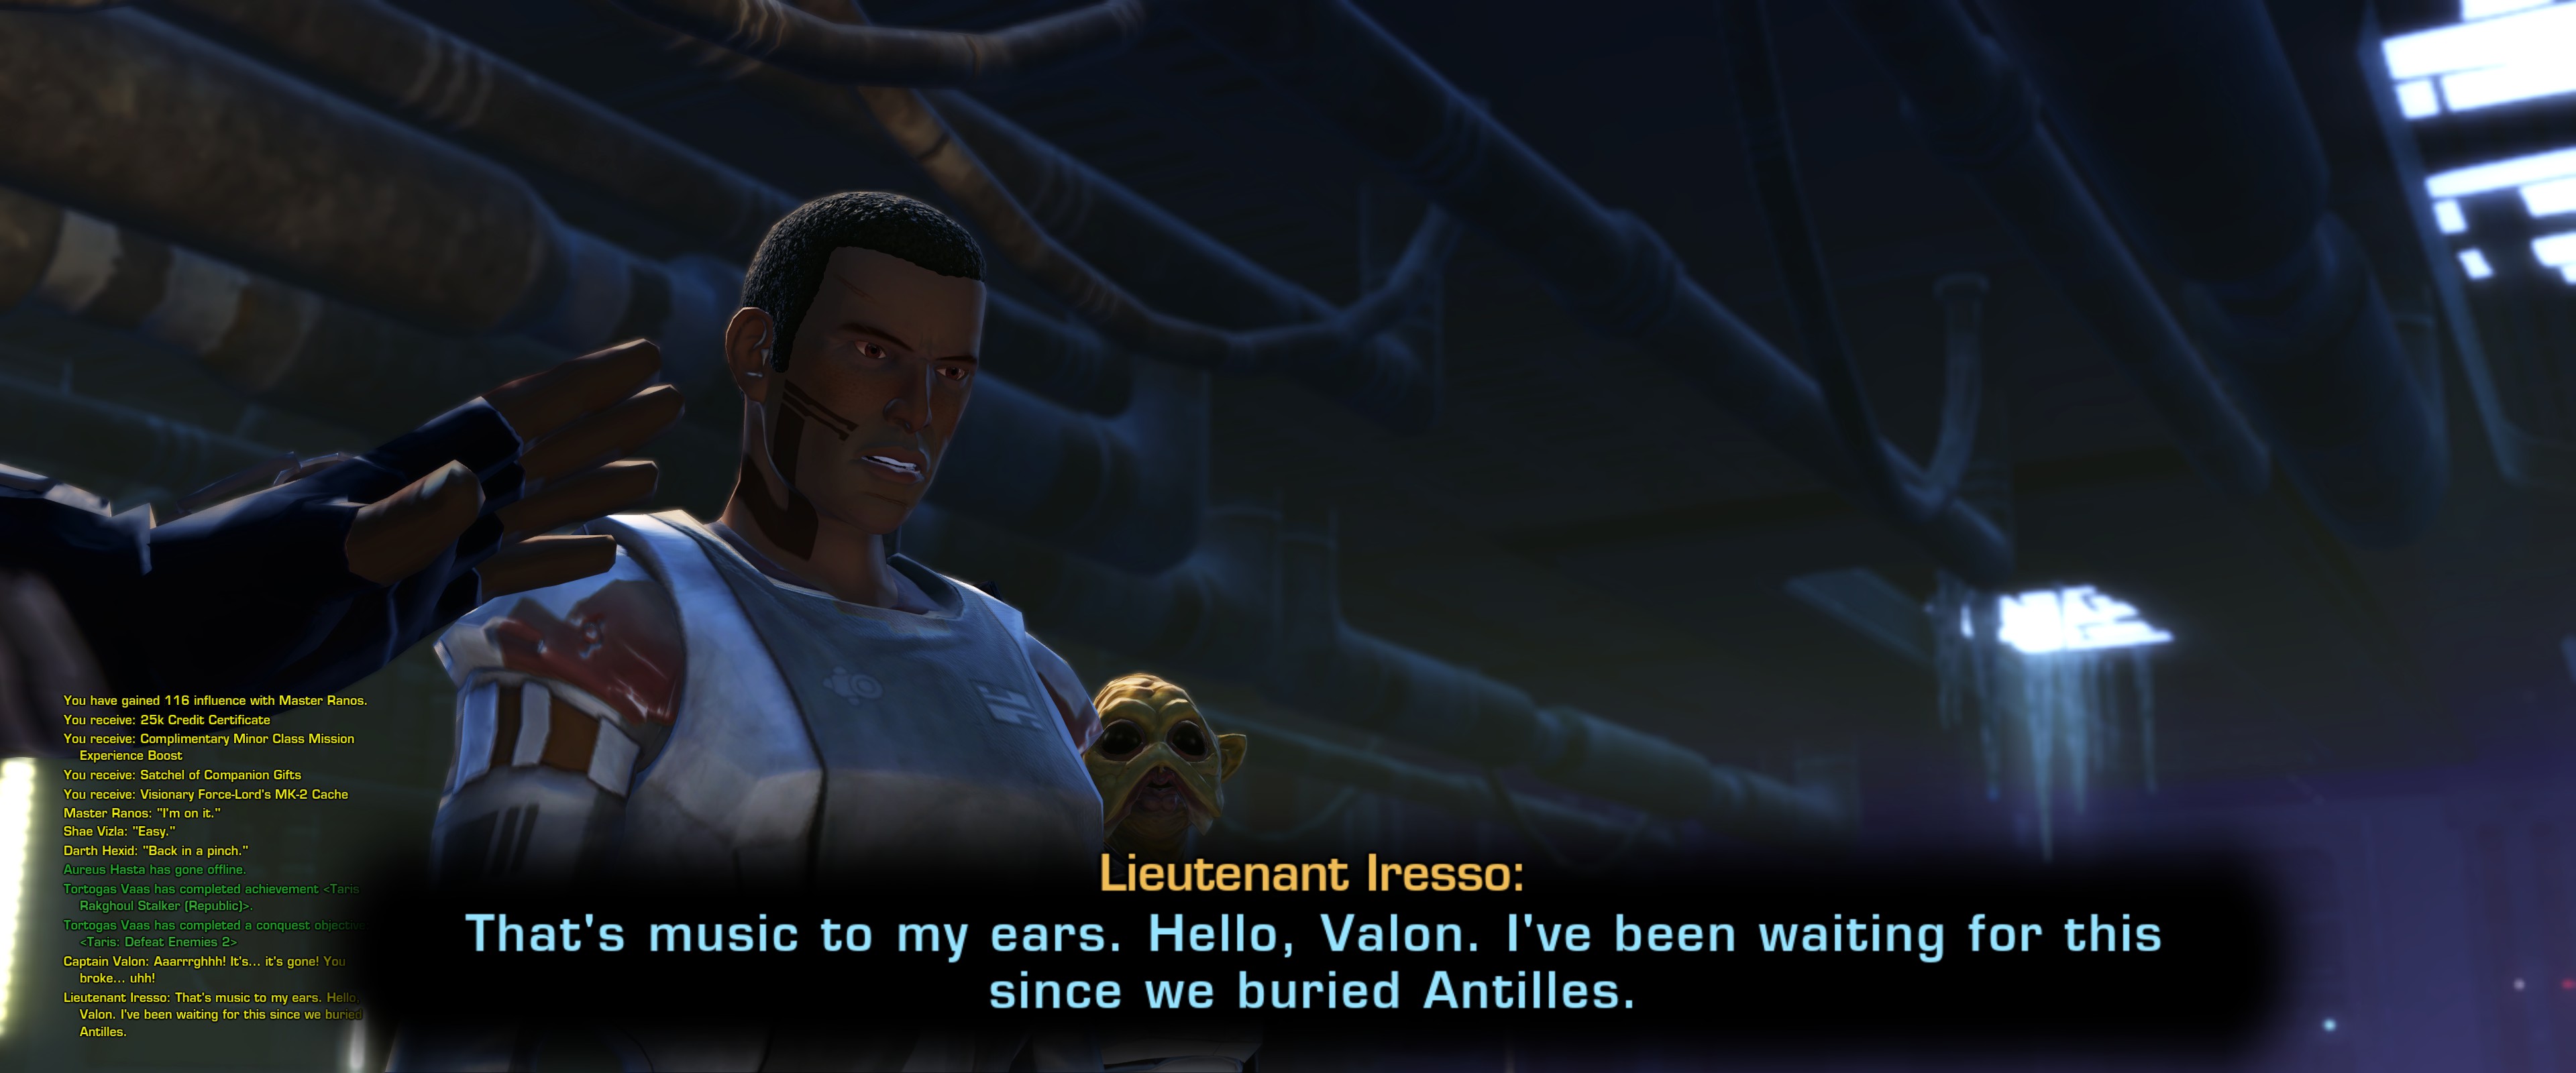 You have gained 116 influence with Master Ranos.
You receive: 25k Credit Certificate
You receive: Complimentary Minor Class Mission
Experience Boost
You receive: Satchel of Companion Gifts
You receive: Visionary Force-Lord's MK-2 Cache
Master Ranos: "I'm on it."
Shae Vizla: "Easy."
Darth Hexid: "Back in a pinch."
Aureus Hasta has gone offline.
Tortogas Vaas has completed achievement <Taris
Rakghoul Stalker (Republic)>.
Tortogas Vaas has completed a conquest objective
<Taris: Defeat Enemies 2>
Captain Valon: Aaarrrghhh! It's... it's gone! You
broke... uhh!
Lieutenant Iresso: That's music to my ears. Hello,
Valon. I've been waiting for this since we buried
Antilles.
Lieutenant Iresso:
That's music to my ears. Hello, Valon. I've been waiting for this
since we buried Antilles.